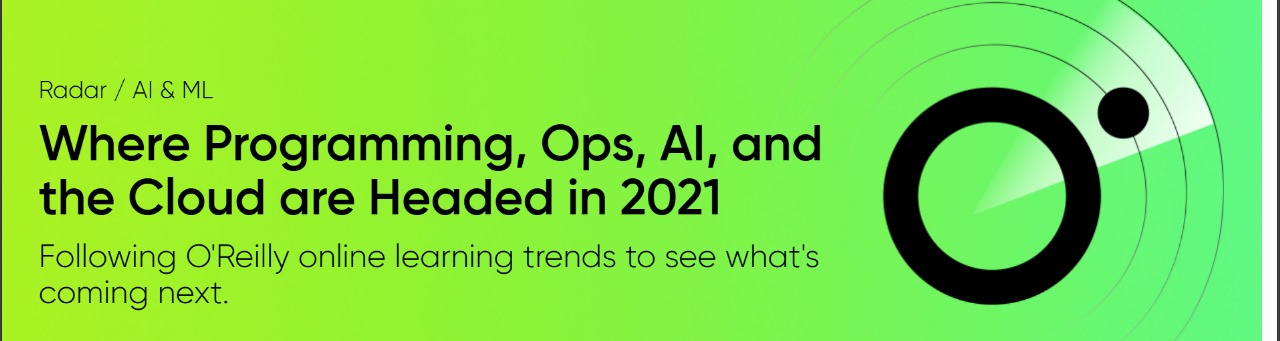 Radar / AI & ML
Where Programming, Ops, AI, and
the Cloud are Headed in 2021
Following O'Reilly online learning trends to see what's
coming next.